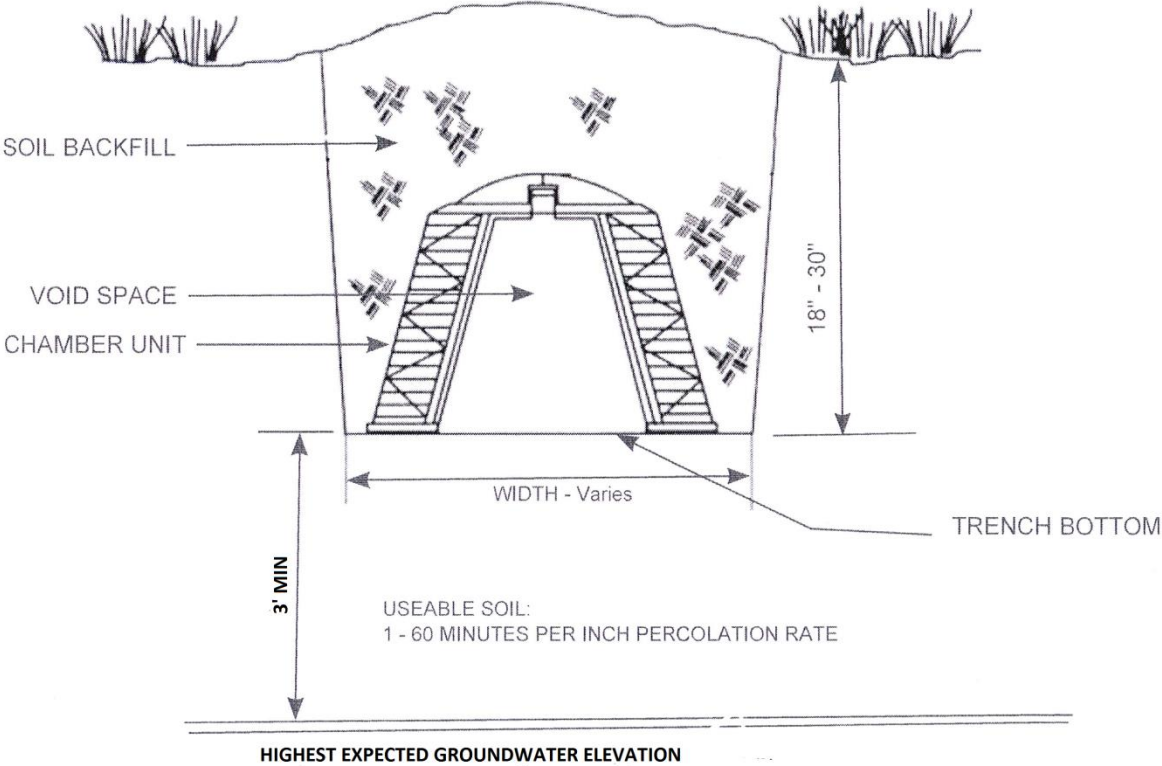 SOIL BACKFILL
VOID SPACE
CHAMBER UNIT
18" - 30"
WIDTH - Varies
TRENCH BOTTOM
3' MIN
USEABLE SOIL:
1 - 60 MINUTES PER INCH PERCOLATION RATE
HIGHEST EXPECTED GROUNDWATER ELEVATION